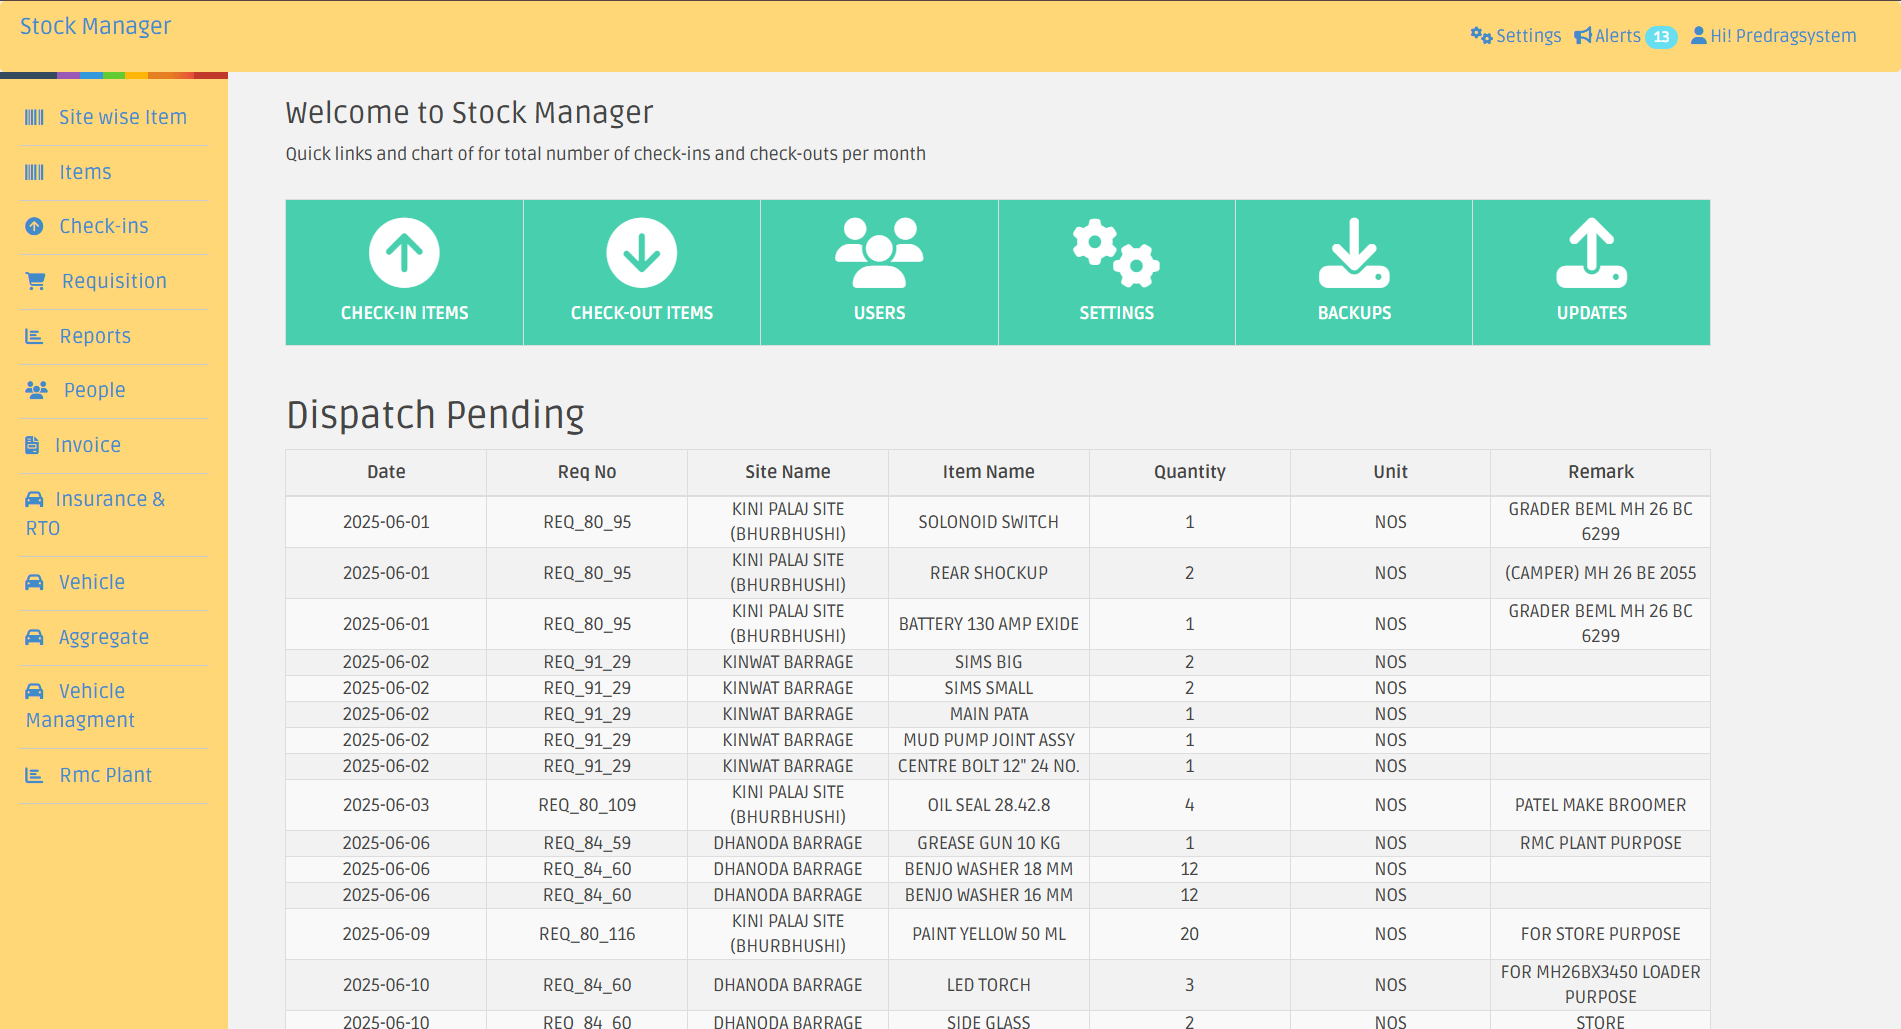 Stock Manager
Settings Alerts 13 Hi! Predragsystem
Site wise Item
Items
Check-ins
Requisition
Reports
People
Invoice
Insurance &
RTO
Vehicle
Aggregate
Vehicle
Managment
Rmc Plant
Welcome to Stock Manager
Quick links and chart of for total number of check-ins and check-outs per month
CHECK-IN ITEMS CHECK-OUT ITEMS USERS SETTINGS BACKUPS UPDATES
Dispatch Pending
Date Req No Site Name Item Name Quantity Unit Remark
2025-06-01 REQ_80_95 KINI PALAJ SITE (BHURBHUSHI) SOLONOID SWITCH 1 NOS GRADER BEML MH 26 BC 6299
2025-06-01 REQ_80_95 KINI PALAJ SITE (BHURBHUSHI) REAR SHOCKUP 2 NOS (CAMPER) MH 26 BE 2055
2025-06-01 REQ_80_95 KINI PALAJ SITE (BHURBHUSHI) BATTERY 130 AMP EXIDE 1 NOS GRADER BEML MH 26 BC 6299
2025-06-02 REQ_91_29 KINWAT BARRAGE SIMS BIG 2 NOS
2025-06-02 REQ_91_29 KINWAT BARRAGE SIMS SMALL 2 NOS
2025-06-02 REQ_91_29 KINWAT BARRAGE MAIN PATA 1 NOS
2025-06-02 REQ_91_29 KINWAT BARRAGE MUD PUMP JOINT ASSY 1 NOS
2025-06-02 REQ_91_29 KINWAT BARRAGE CENTRE BOLT 12" 24 NO. 1 NOS
2025-06-03 REQ_80_109 KINI PALAJ SITE (BHURBHUSHI) OIL SEAL 28.42.8 4 NOS PATEL MAKE BROOMER
2025-06-06 REQ_84_59 DHANODA BARRAGE GREASE GUN 10 KG 1 NOS RMC PLANT PURPOSE
2025-06-06 REQ_84_60 DHANODA BARRAGE BENJO WASHER 18 MM 12 NOS
2025-06-06 REQ_84_60 DHANODA BARRAGE BENJO WASHER 16 MM 12 NOS
2025-06-09 REQ_80_116 KINI PALAJ SITE (BHURBHUSHI) PAINT YELLOW 50 ML 20 NOS FOR STORE PURPOSE
2025-06-10 REQ_84_60 DHANODA BARRAGE LED TORCH 3 NOS FOR MH26BX3450 LOADER PURPOSE
2025-06-10 REQ_84_60 DHANODA BARRAGE SIDE GLASS 2 NOS STORE